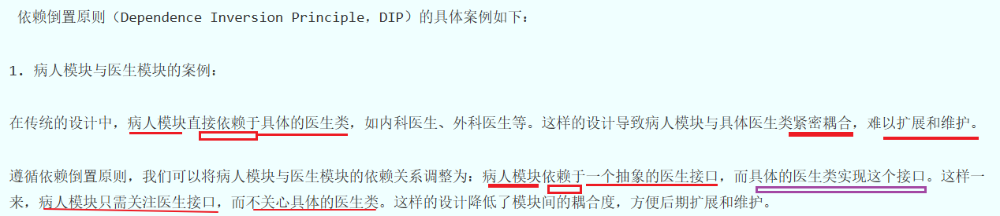 依赖倒置原则（Dependence Inversion Principle，DIP）的具体案例如下：
1. 病人模块与医生模块的案例：
在传统的设计中，病人模块直接依赖于具体的医生类，如内科医生、外科医生等。这样的设计导致病人模块与具体医生类紧密耦合，难以扩展和维护。
遵循依赖倒置原则，我们可以将病人模块与医生模块的依赖关系调整为：病人模块依赖于一个抽象的医生接口，而具体的医生类实现这个接口。这样一
来，病人模块只需关注医生接口，而不关心具体的医生类。这样的设计降低了模块间的耦合度，方便后期扩展和维护。